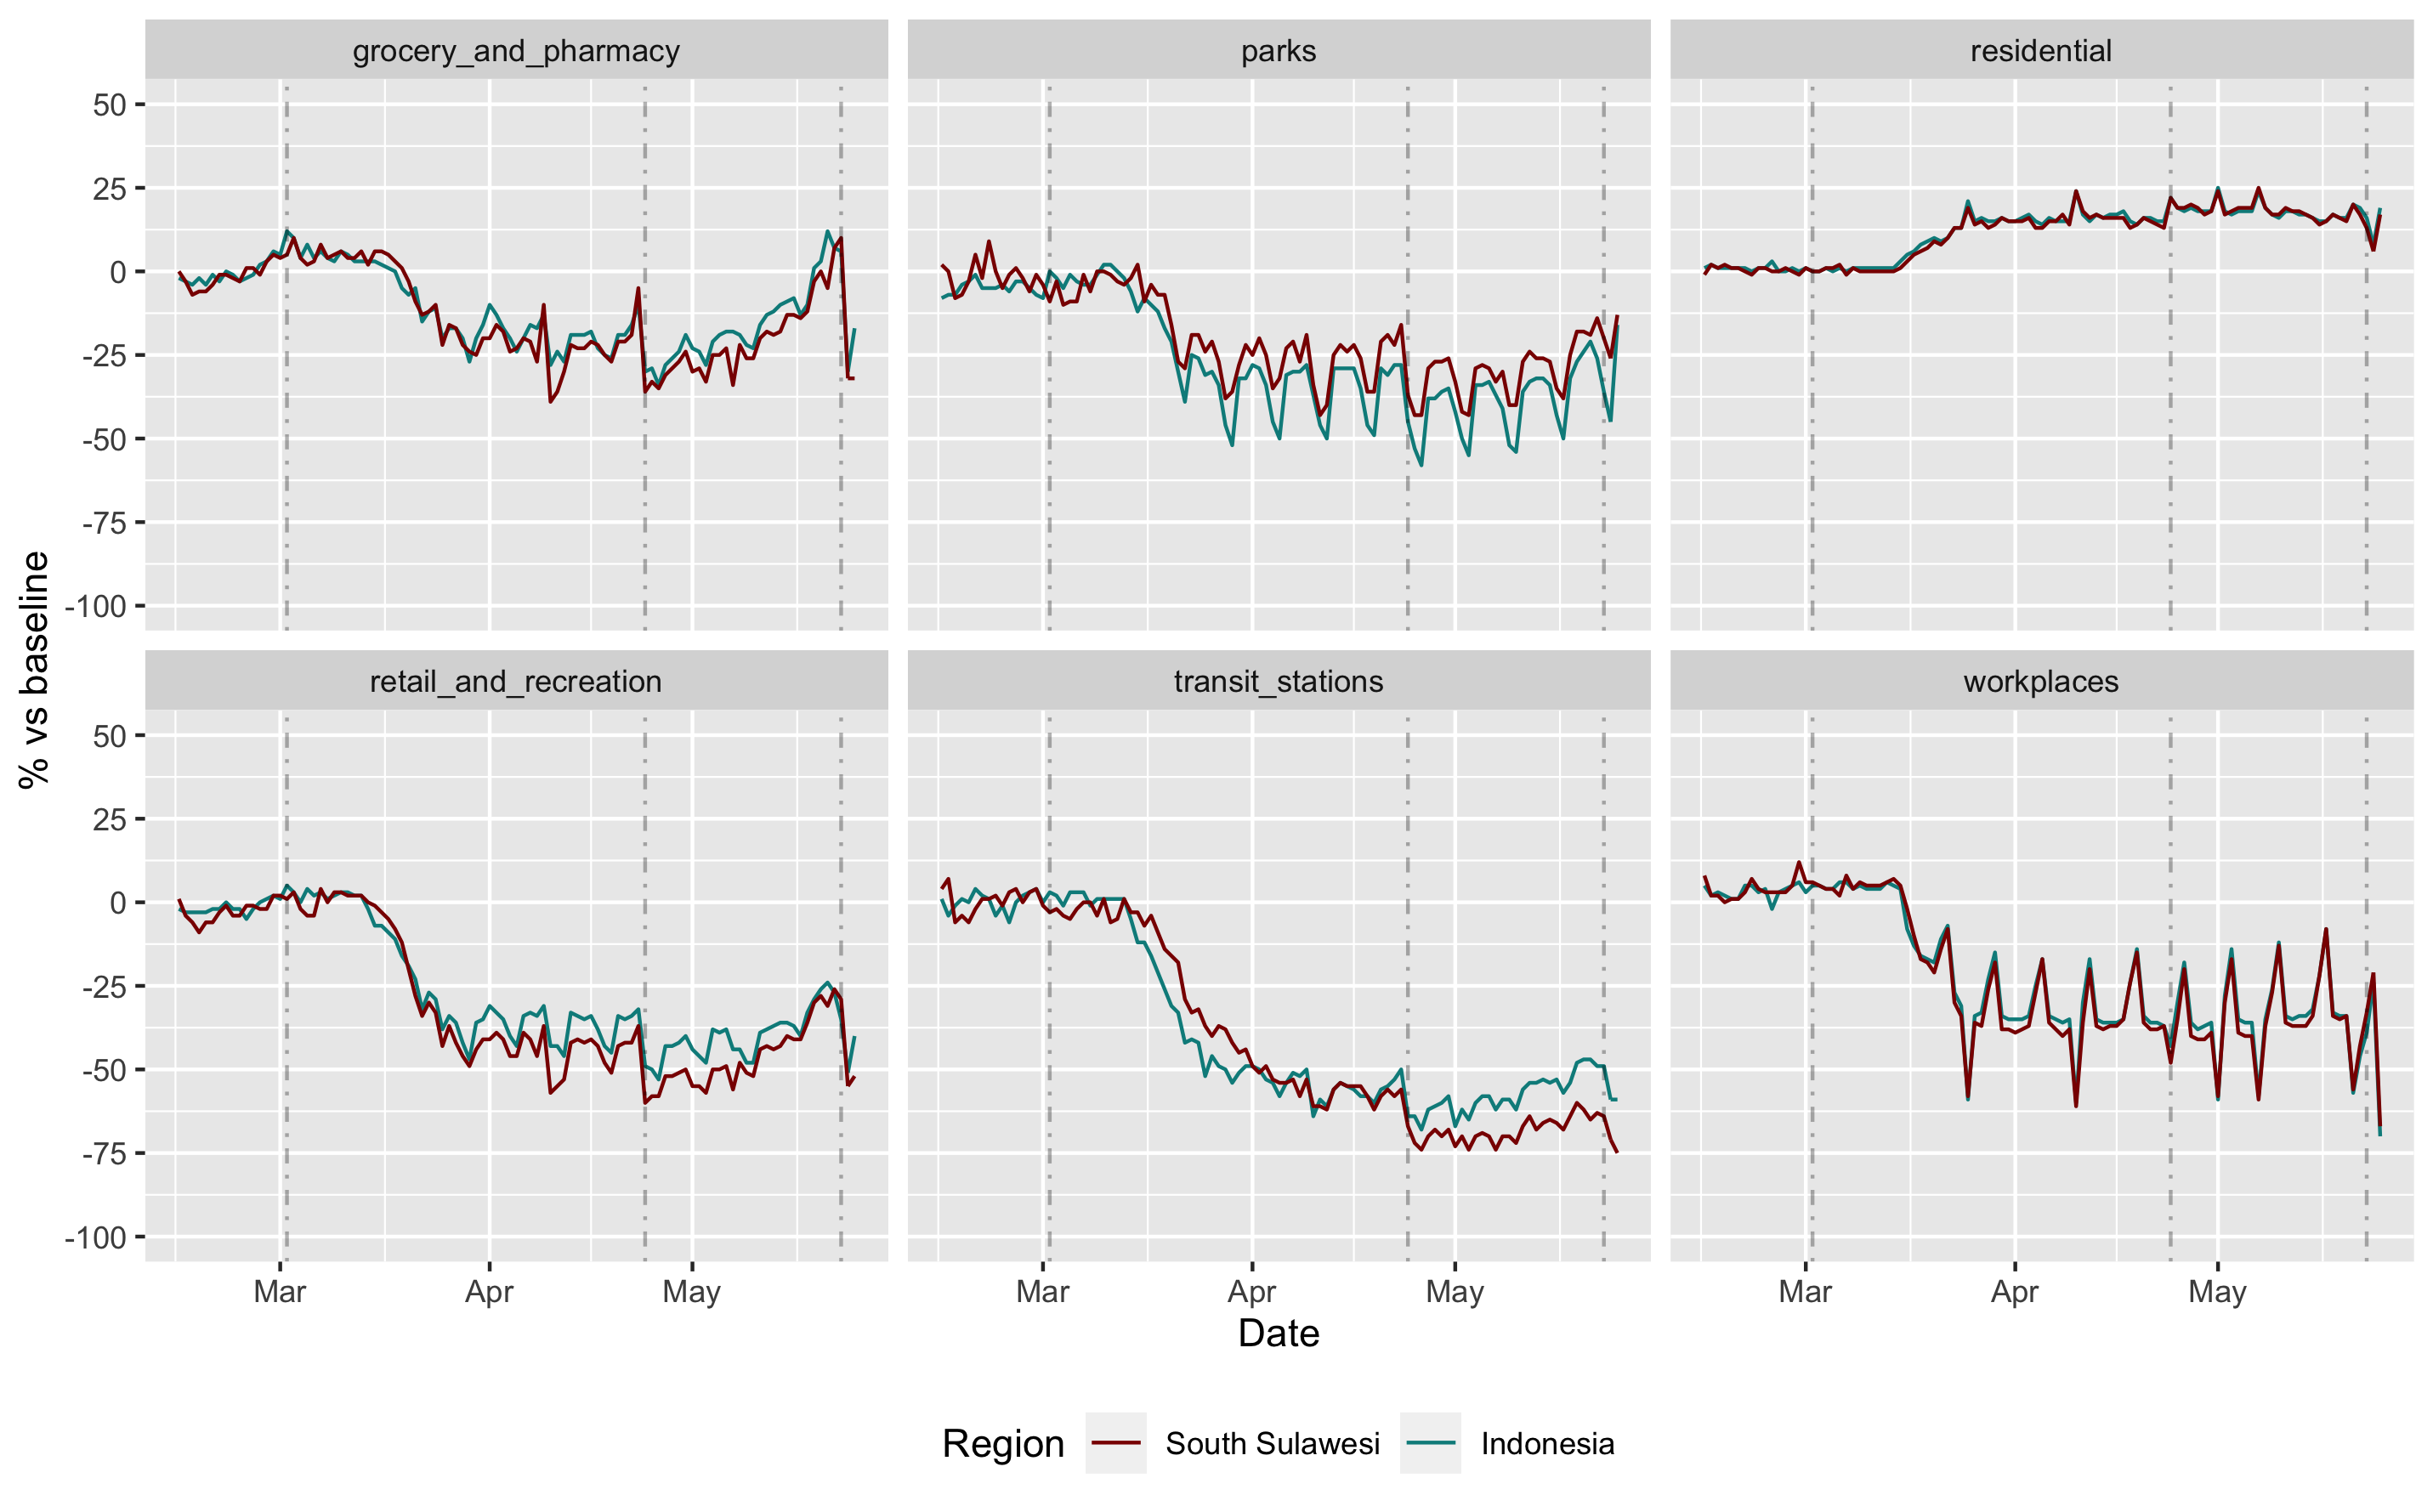 grocery_and_pharmacy
parks
residential
50
25
0
-25
-50
-75
-100
retail_and_recreation
transit_stations
workplaces
50
25
0
-25
-50
-75
-100
% vs baseline
Mar Apr May
Mar Apr May
Mar Apr May
Date
Region South Sulawesi Indonesia